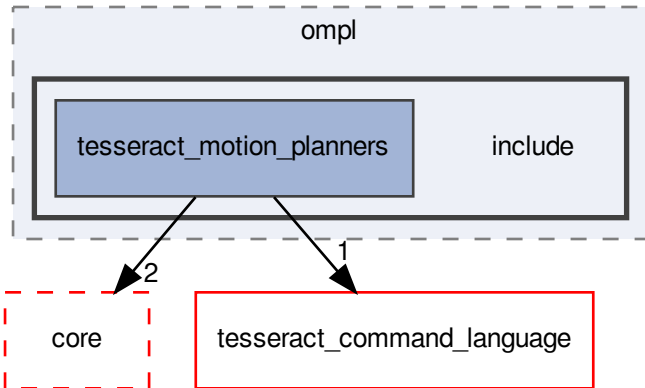 ompl
tesseract_motion_planners
include
2
1
core
tesseract_command_language